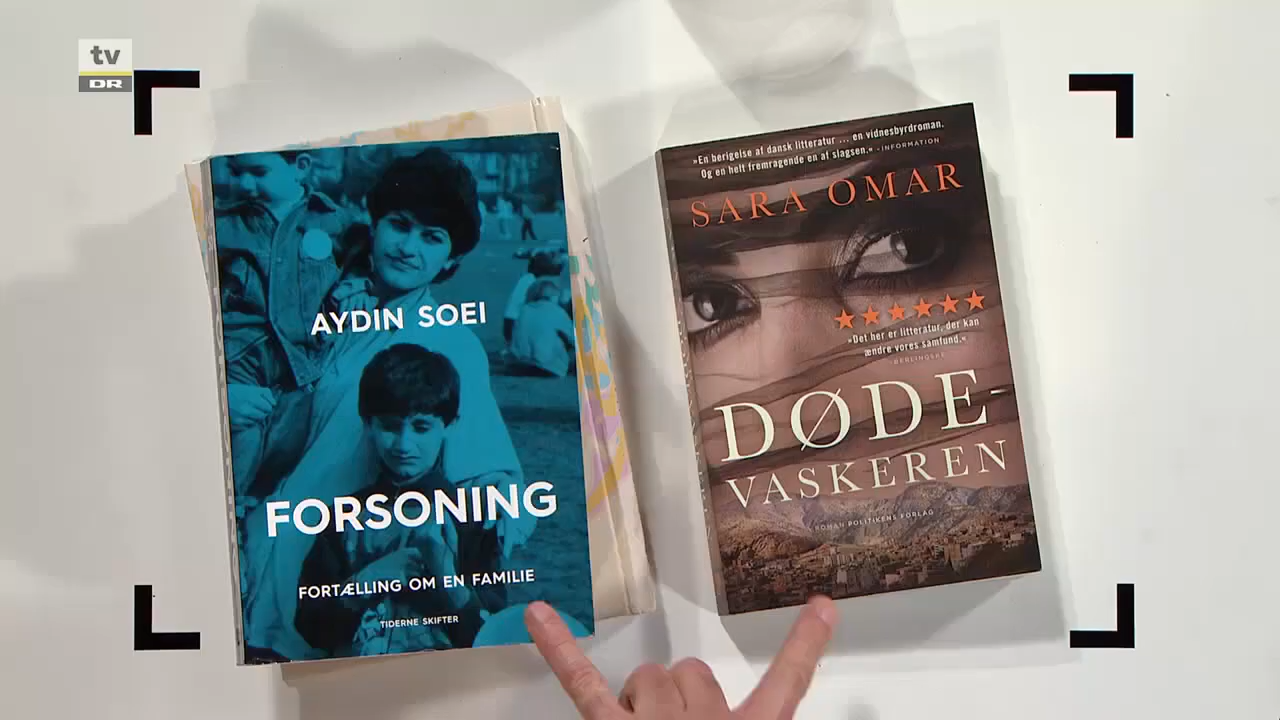 tv
DR
AYDIN SOEI
FORSONING
FORTÆLLING OM EN FAMILIE
TIDERNE SKIFTER
»En berigelse af dansk litteratur ... en vidnesbyrdroman.
Og en helt fremragende en af slagsen.« - INFORMATION
SARA OMAR
»Det her er litteratur, der kan
ændre vores samfund.«
- BERLINGSKE
DØDE-
VASKEREN
ROMAN POLITIKENS FORLAG